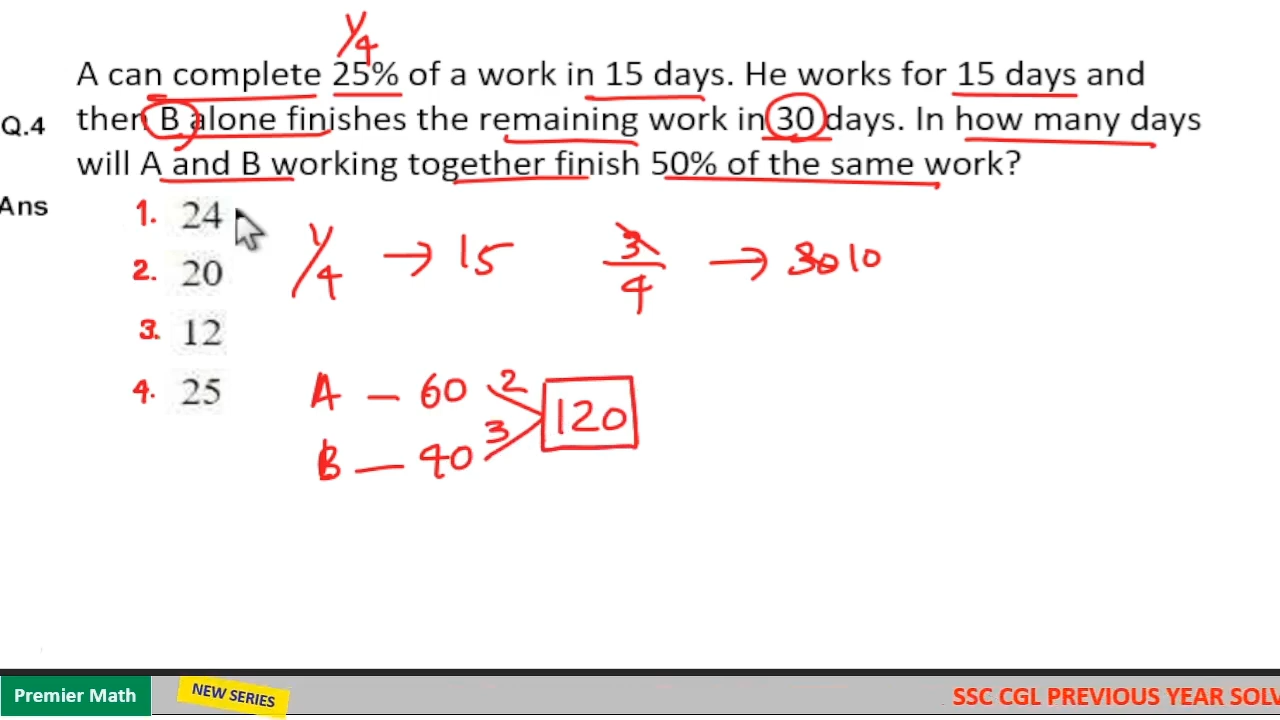 1/4
A can complete 25% of a work in 15 days. He works for 15 days and
Q.4 then B alone finishes the remaining work in 30 days. In how many days
will A and B working together finish 50% of the same work?
Ans
1. 24
2. 20
3. 12
4. 25
1/4 → 15 3/4 → 30 10
A — 60 2
B — 40 3
120
Premier Math
NEW SERIES
SSC CGL PREVIOUS YEAR SOLV